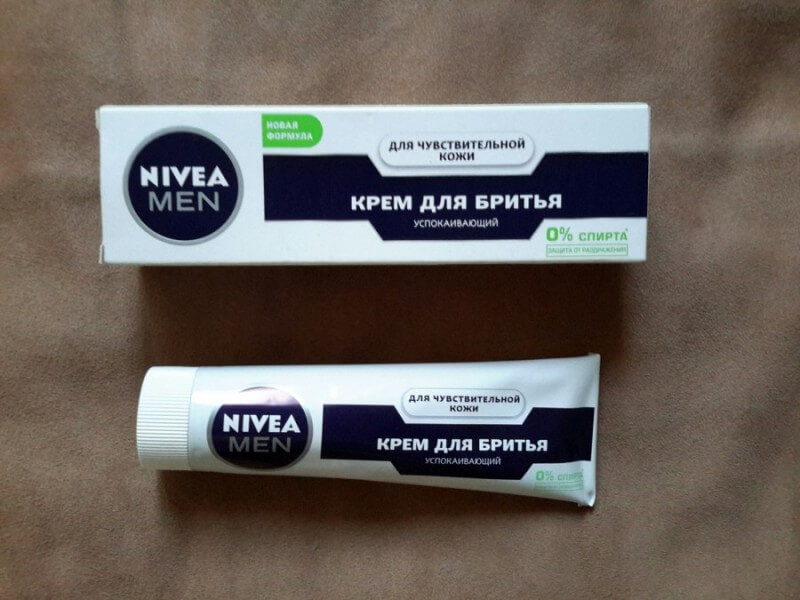 НОВАЯ
ФОРМУЛА
ДЛЯ ЧУВСТВИТЕЛЬНОЙ
КОЖИ
NIVEA
MEN
КРЕМ ДЛЯ БРИТЬЯ
УСПОКАИВАЮЩИЙ
0% СПИРТА*
ЗАЩИТА ОТ РАЗДРАЖЕНИЯ
ДЛЯ ЧУВСТВИТЕЛЬНОЙ
КОЖИ
NIVEA
MEN
КРЕМ ДЛЯ БРИТЬЯ
УСПОКАИВАЮЩИЙ
0% СПИРТА*